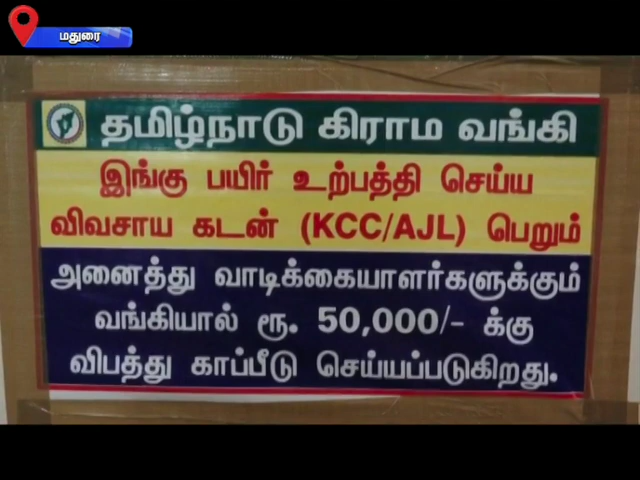 மதுரை
தமிழ்நாடு கிராம வங்கி
இங்கு பயிர் உற்பத்தி செய்ய
விவசாய கடன் (KCC/AJL) பெறும்
அனைத்து வாடிக்கையாளர்களுக்கும்
வங்கியால் ரூ. 50,000/- க்கு
விபத்து காப்பீடு செய்யப்படுகிறது.